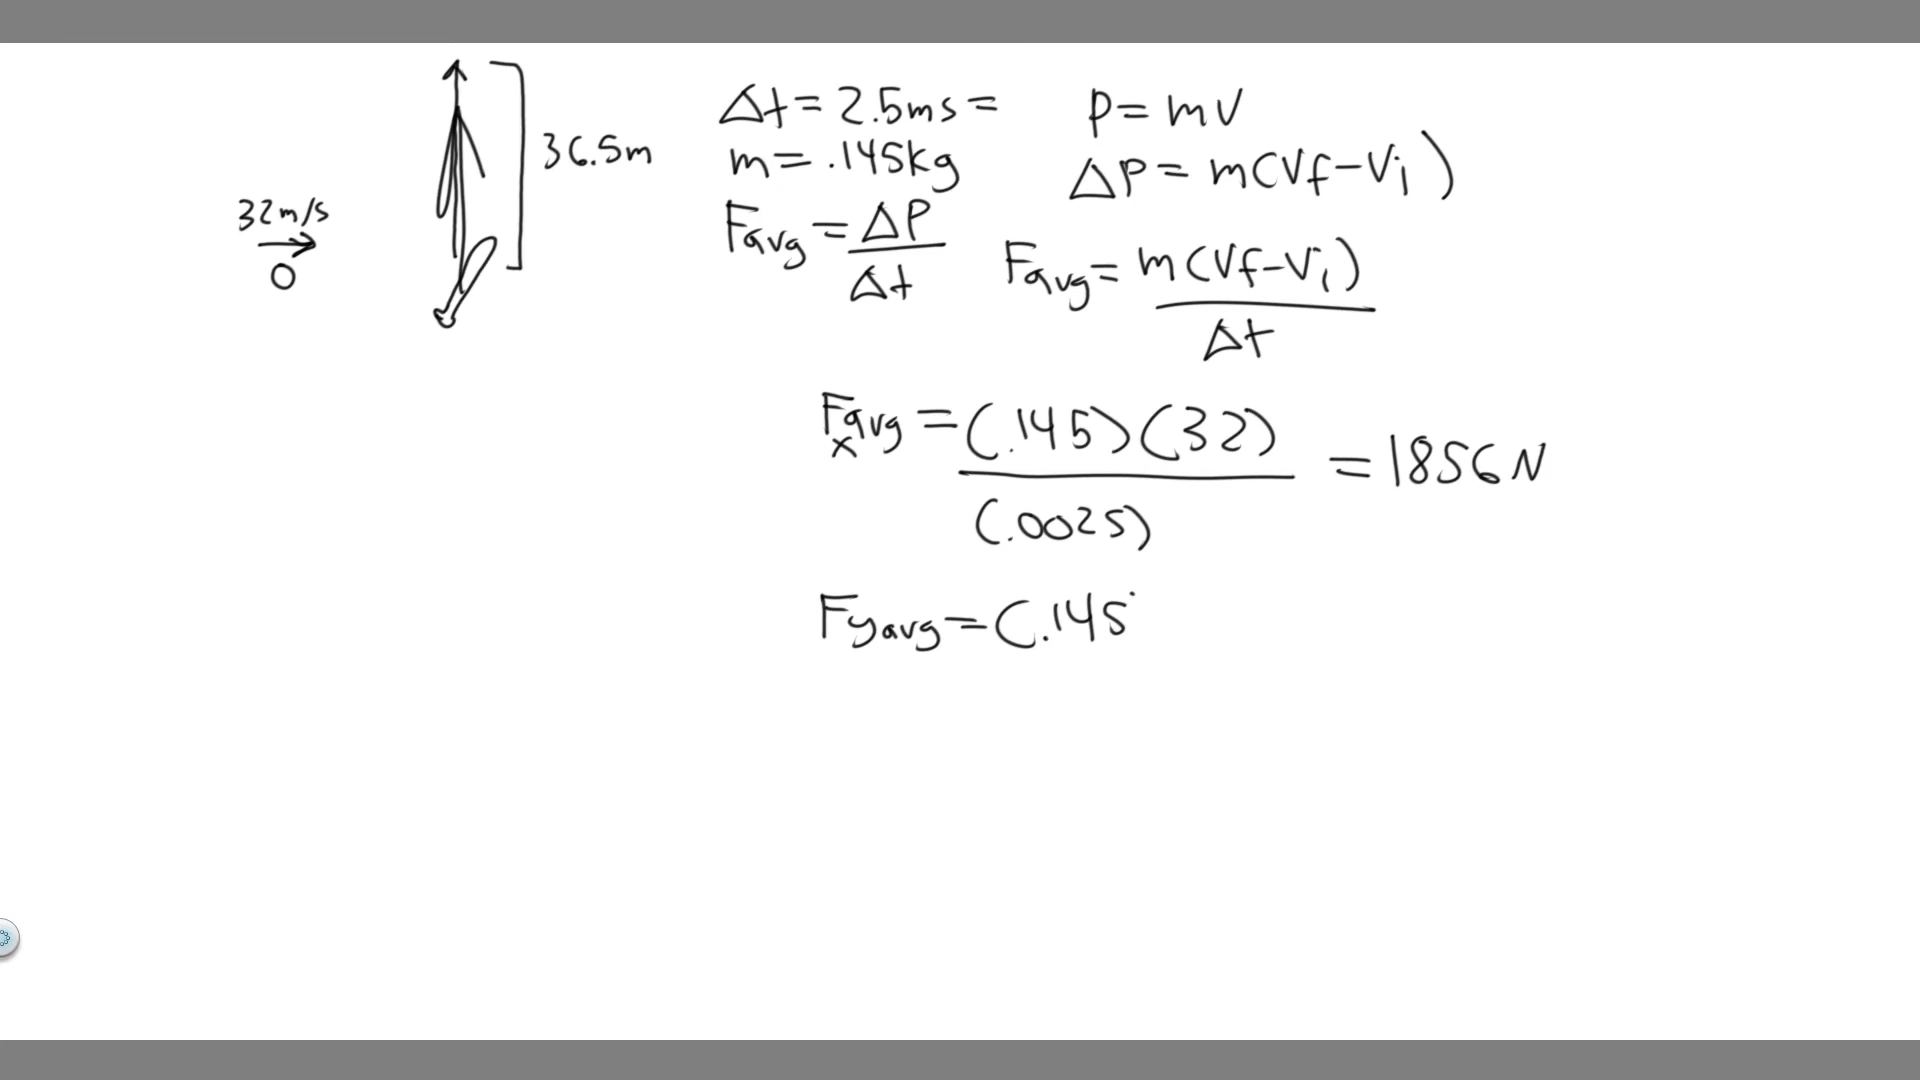 36.5m
32m/s
Δt = 2.5ms =
m = .145kg
Favg = ΔP / Δt
P = mV
ΔP = m(Vf-Vi)
Favg = m(Vf-Vi) / Δt
Fxavg = (.145)(32) / (.0025) = 1856N
Fyavg = (.145